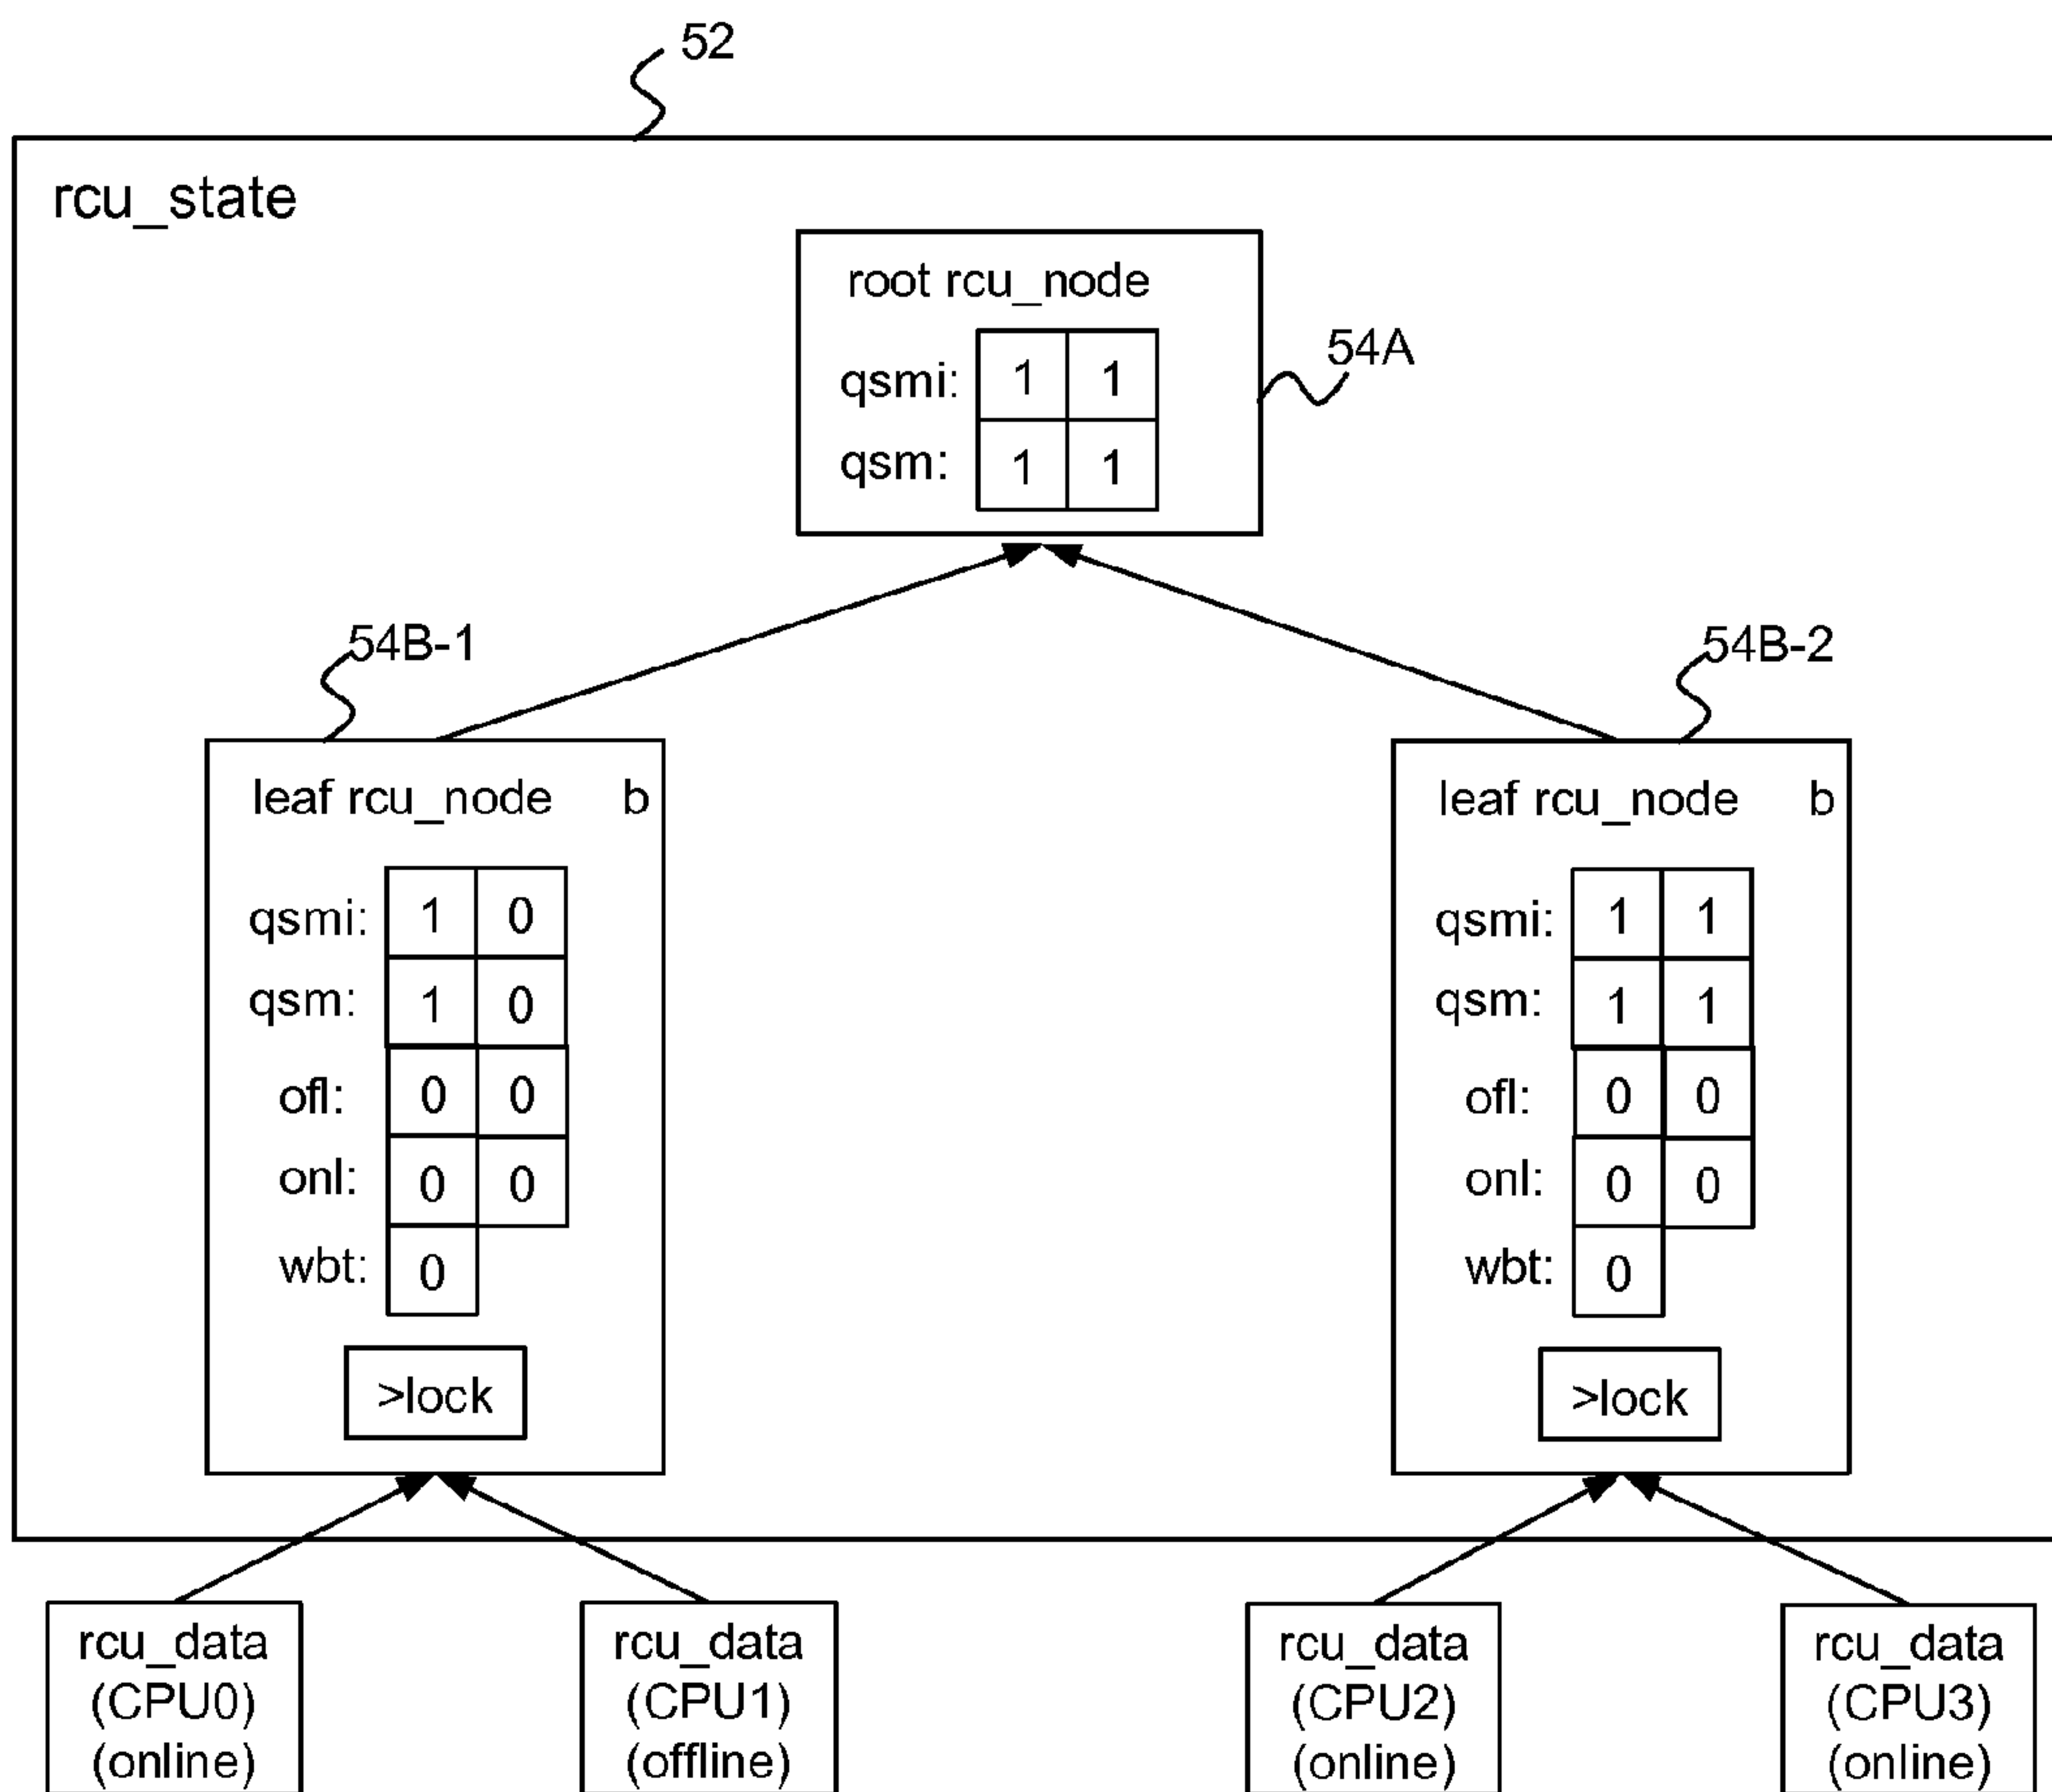 52
rcu_state
root rcu_node
qsmi: 1 1
qsm: 1 1
54A
54B-1
54B-2
leaf rcu_node b
qsmi: 1 0
qsm: 1 0
ofl: 0 0
onl: 0 0
wbt: 0
>lock
leaf rcu_node b
qsmi: 1 1
qsm: 1 1
ofl: 0 0
onl: 0 0
wbt: 0
>lock
rcu_data
(CPU0)
(online)
rcu_data
(CPU1)
(offline)
rcu_data
(CPU2)
(online)
rcu_data
(CPU3)
(online)